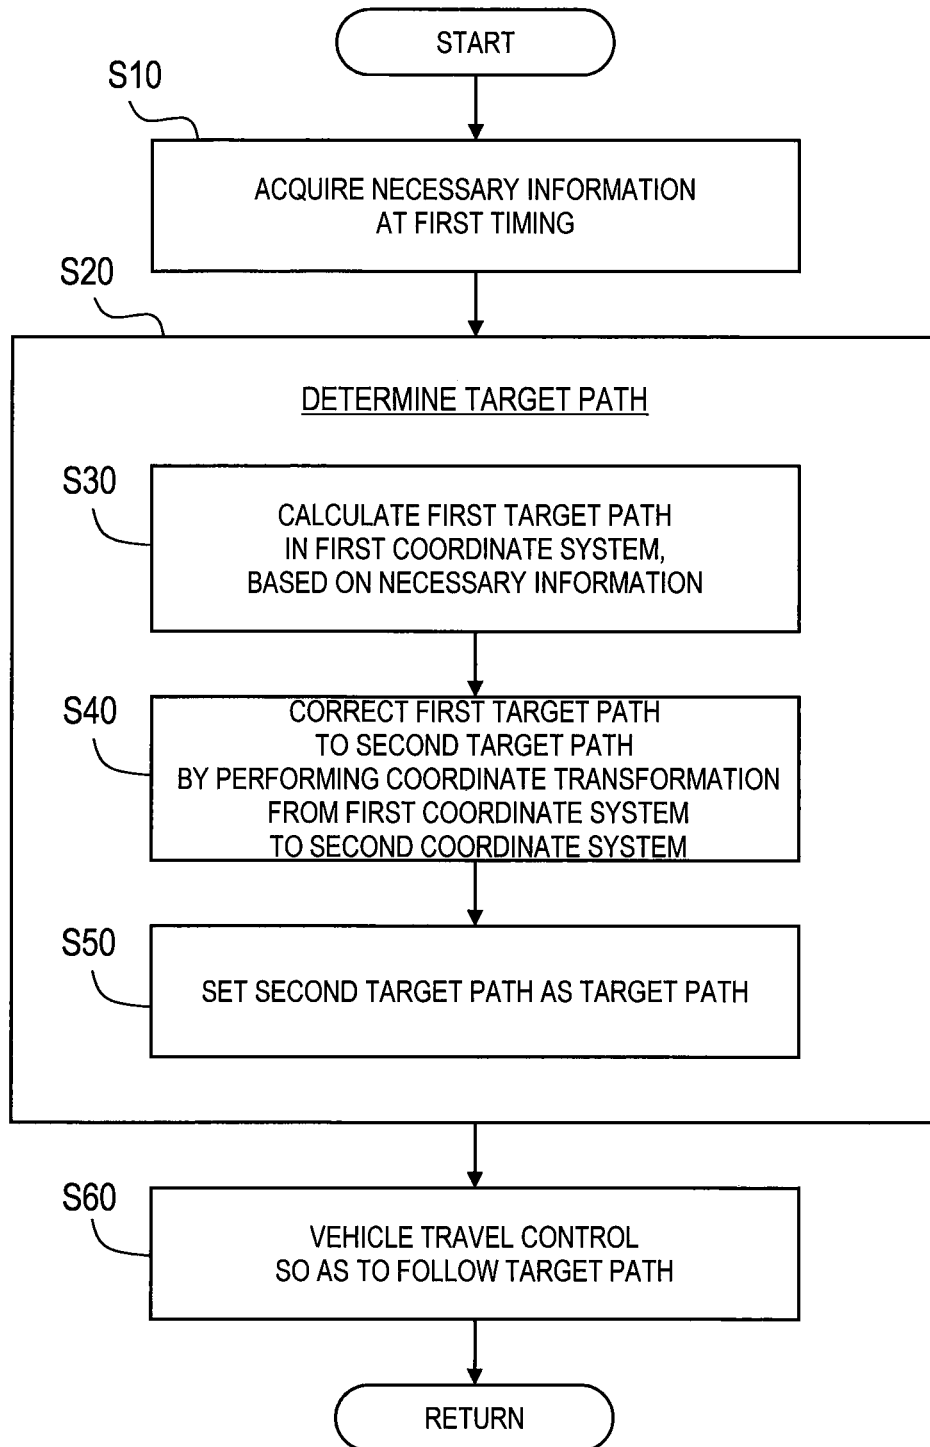 START
S10
ACQUIRE NECESSARY INFORMATION
AT FIRST TIMING
S20
DETERMINE TARGET PATH
S30
CALCULATE FIRST TARGET PATH
IN FIRST COORDINATE SYSTEM,
BASED ON NECESSARY INFORMATION
S40
CORRECT FIRST TARGET PATH
TO SECOND TARGET PATH
BY PERFORMING COORDINATE TRANSFORMATION
FROM FIRST COORDINATE SYSTEM
TO SECOND COORDINATE SYSTEM
S50
SET SECOND TARGET PATH AS TARGET PATH
S60
VEHICLE TRAVEL CONTROL
SO AS TO FOLLOW TARGET PATH
RETURN